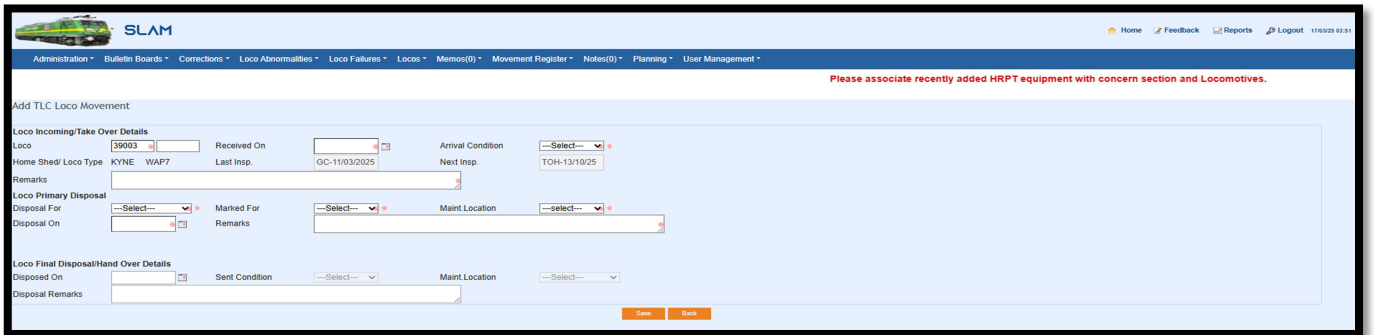 SLAM
Home Feedback Reports Logout 17/03/25 03:51
Administration Bulletin Boards Corrections Loco Abnormalities Loco Failures Locos Memos(0) Movement Register Notes(0) Planning User Management
Please associate recently added HRPT equipment with concern section and Locomotives.
Add TLC Loco Movement
Loco Incoming/Take Over Details
Loco 39003 * Received On * Arrival Condition ---Select--- *
Home Shed/ Loco Type KYNE WAP7 Last Insp. GC-11/03/2025 Next Insp. TOH-13/10/25
Remarks *
Loco Primary Disposal
Disposal For ---Select--- * Marked For ---Select--- * Maint.Location ---select--- *
Disposal On * Remarks *
Loco Final Disposal/Hand Over Details
Disposed On Sent Condition ---Select--- Maint.Location ---Select---
Disposal Remarks
Save Back